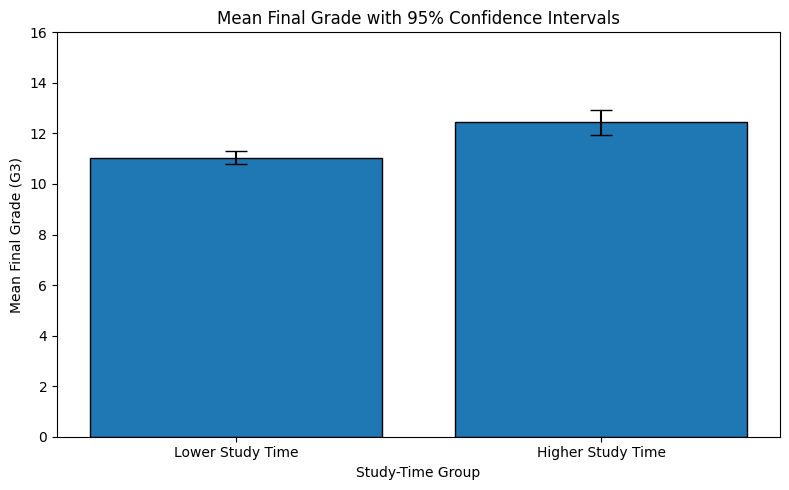 Mean Final Grade with 95% Confidence Intervals
Mean Final Grade (G3)
16
14
12
10
8
6
4
2
0
Lower Study Time
Higher Study Time
Study-Time Group